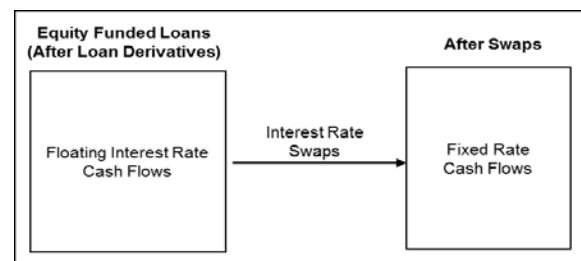 Equity Funded Loans
(After Loan Derivatives)
After Swaps
Floating Interest Rate
Cash Flows
Interest Rate
Swaps
Fixed Rate
Cash Flows